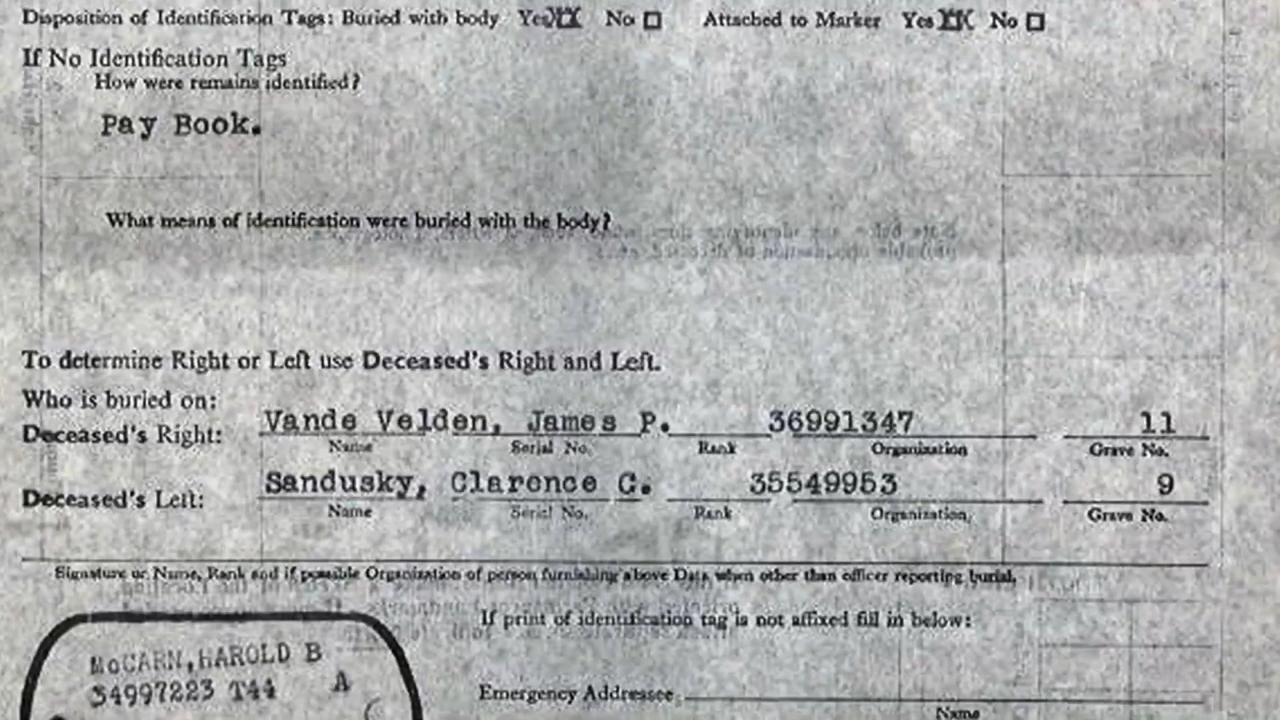 Disposition of Identification Tags: Buried with body Yes XX No ☐ Attached to Marker Yes XX No ☐
If No Identification Tags
How were remains identified?
Pay Book.
What means of identification were buried with the body?
To determine Right or Left use Deceased's Right and Left.
Who is buried on:
Deceased's Right: Vande Velden, James P. 36991347 11
Name Serial No. Rank Organization Grave No.
Deceased's Left: Sandusky, Clarence C. 35549953 9
Name Serial No. Rank Organization Grave No.
Signature or Name, Rank and if possible Organization of person furnishing above Data when other than officer reporting burial.
If print of identification tag is not affixed fill in below:
McCARN, HAROLD B
34997223 T44 A
Emergency Addressee
Name